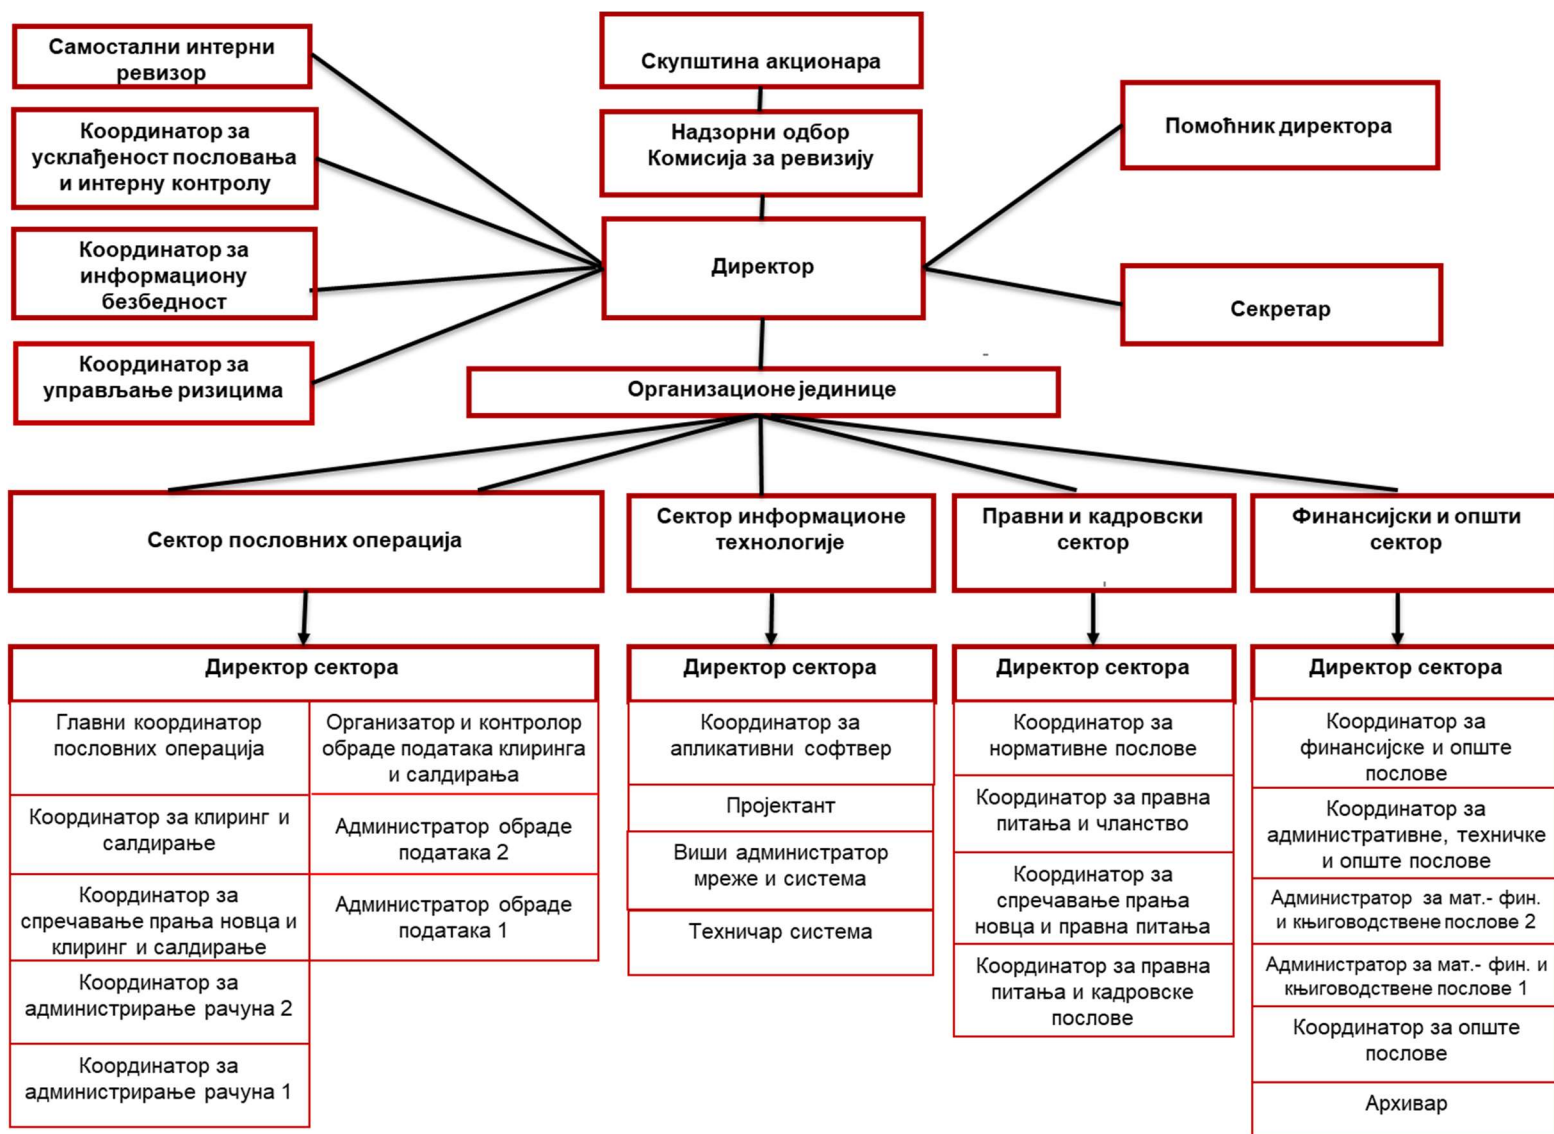 Самостални интерни
ревизор
Скупштина акционара
Координатор за
усклађеност пословања
и интерну контролу
Надзорни одбор
Комисија за ревизију
Помоћник директора
Координатор за
информациону
безбедност
Директор
Секретар
Координатор за
управљање ризицима
Организационе јединице
Сектор пословних операција
Сектор информационе
технологије
Правни и кадровски
сектор
Финансијски и општи
сектор
Директор сектора
Главни координатор
пословних операција
Координатор за клиринг и
салдирање
Координатор за
спречавање прања новца и
клиринг и салдирање
Координатор за
администрирање рачуна 2
Координатор за
администрирање рачуна 1
Организатор и контролор
обраде података клиринга
и салдирања
Администратор обраде
података 2
Администратор обраде
података 1
Директор сектора
Координатор за
апликативни софтвер
Пројектант
Виши администратор
мреже и система
Техничар система
Директор сектора
Координатор за
нормативне послове
Координатор за правна
питања и чланство
Координатор за
спречавање прања
новца и правна питања
Координатор за правна
питања и кадровске
послове
Директор сектора
Координатор за
финансијске и опште
послове
Координатор за
административне, техничке
и опште послове
Администратор за мат.- фин.
и књиговодствене послове 2
Администратор за мат.- фин. и
књиговодствене послове 1
Координатор за опште
послове
Архивар